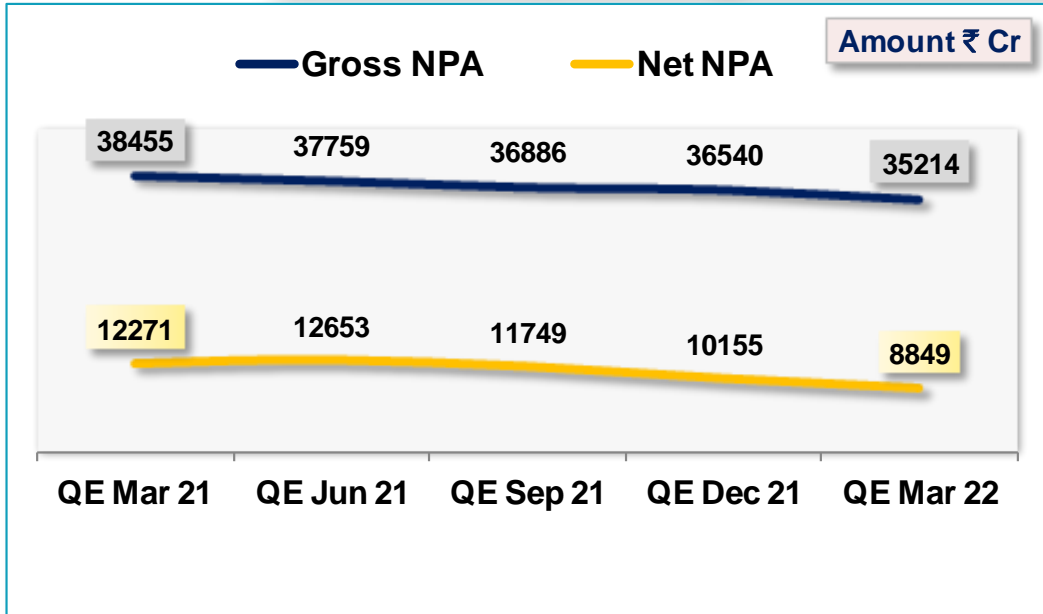 Amount ₹ Cr
Gross NPA Net NPA
38455 37759 36886 36540 35214
12271 12653 11749 10155 8849
QE Mar 21 QE Jun 21 QE Sep 21 QE Dec 21 QE Mar 22